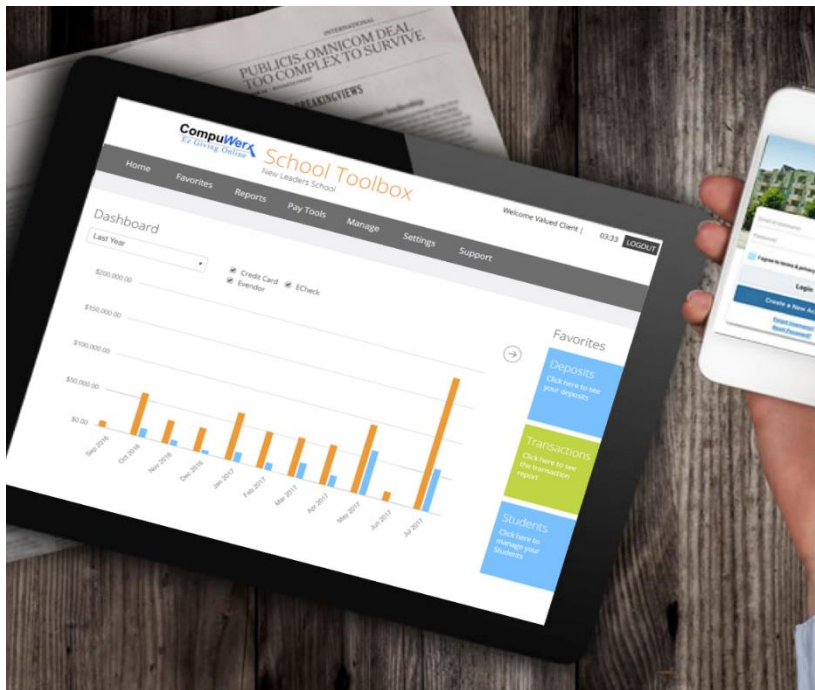 INTERNATIONAL
PUBLICIS-OMNICOM DEAL
TOO COMPLEX TO SURVIVE
BREAKINGVIEWS
CompuWerx
Ez Giving Online
School Toolbox
New Leaders School
Welcome Valued Client |
03:33
LOGOUT
Home
Favorites
Reports
Pay Tools
Manage
Settings
Support
Dashboard
Last Year
Credit Card
ECheck
Evendor
$200,000.00
$150,000.00
$100,000.00
$50,000.00
$0.00
Sep 2016
Oct 2016
Nov 2016
Dec 2016
Jan 2017
Feb 2017
Mar 2017
Apr 2017
May 2017
Jun 2017
Jul 2017
Favorites
Deposits
Click here to see
your deposits
Transactions
Click here to see
the transaction
report
Students
Click here to
manage your
Students
Password
I agree to terms & privacy
Login
Create a New Ac